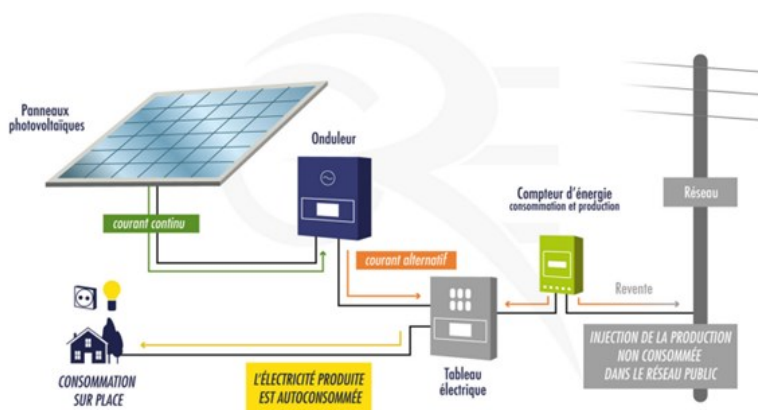 Panneaux
photovoltaïques
Onduleur
courant continu
courant alternatif
Compteur d'énergie
consommation et production
Réseau
Revente
INJECTION DE LA PRODUCTION
NON CONSOMMÉE
DANS LE RÉSEAU PUBLIC
Tableau
électrique
L'ÉLECTRICITÉ PRODUITE
EST AUTOCONSOMMÉE
CONSOMMATION
SUR PLACE